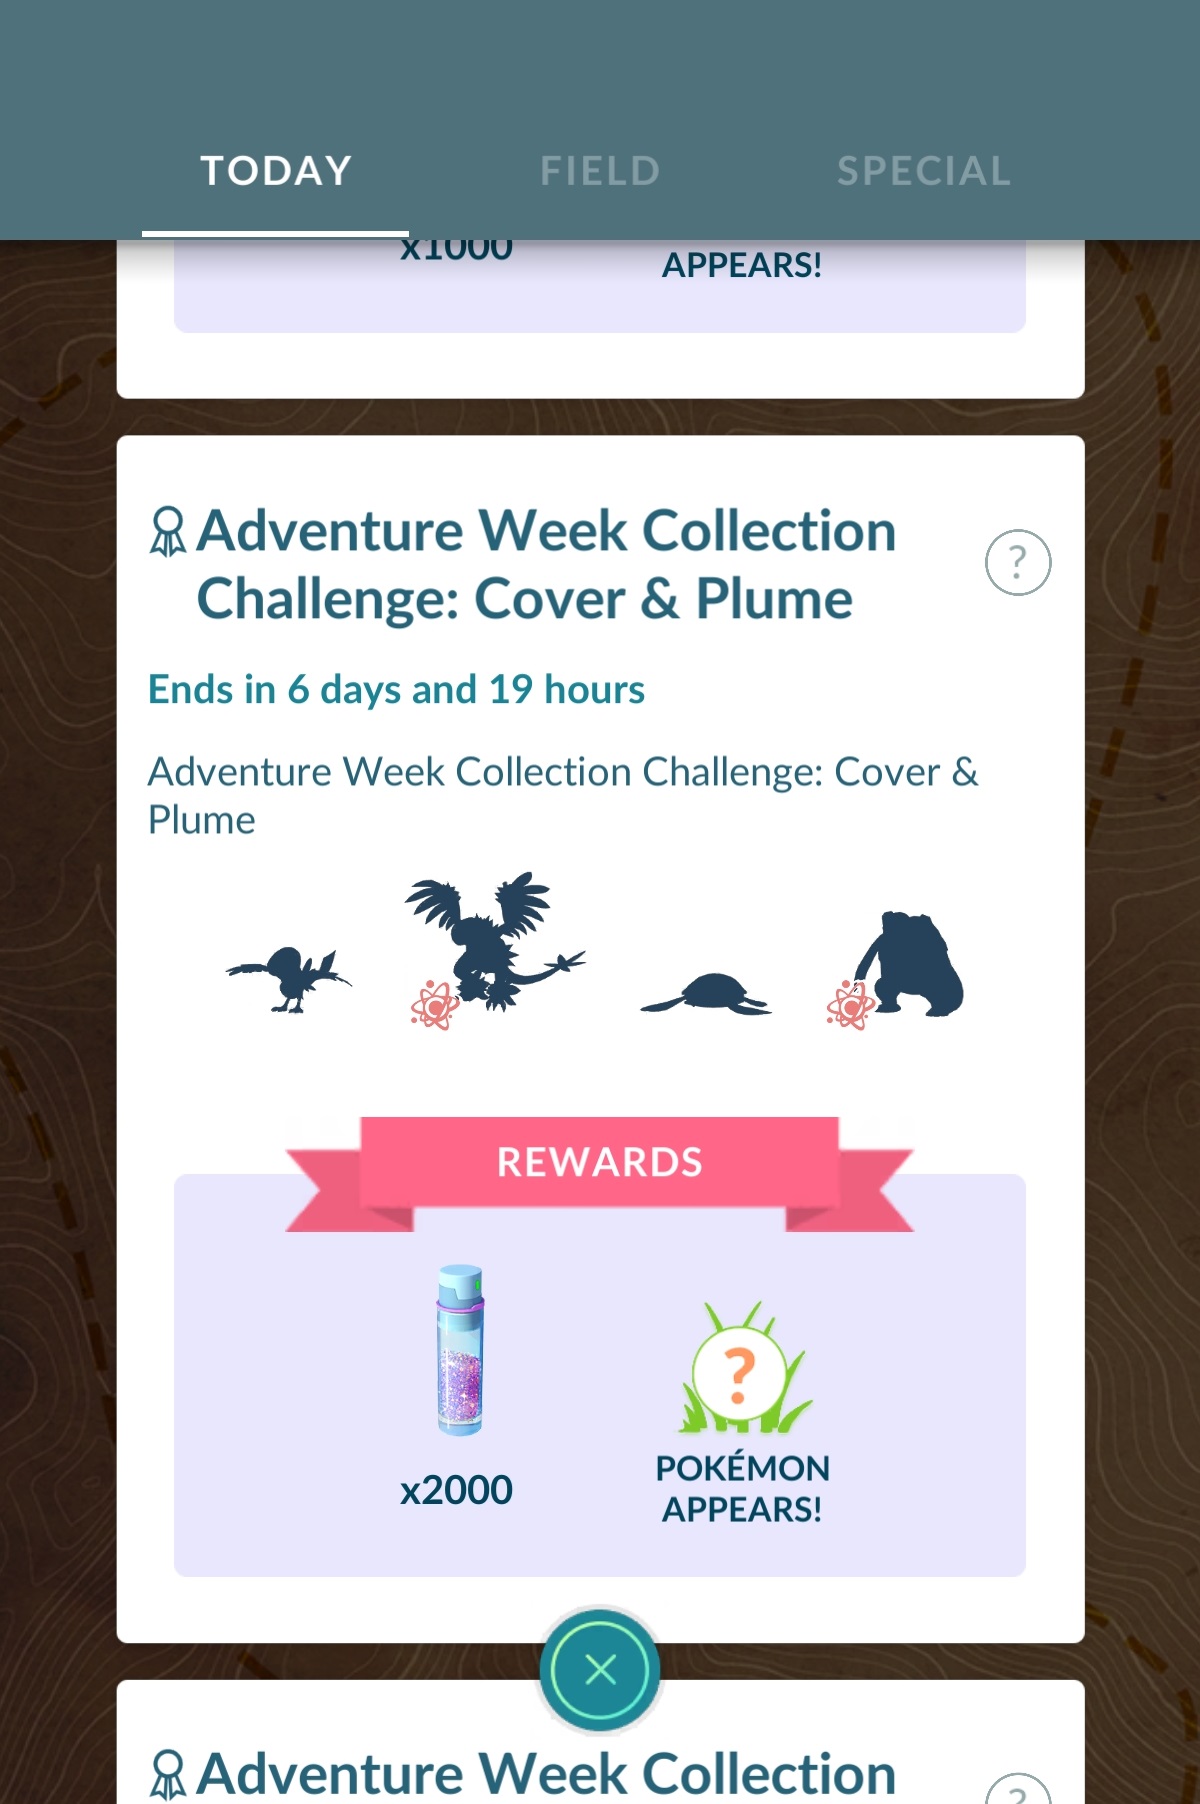 TODAY FIELD SPECIAL
x1000 APPEARS!
Adventure Week Collection
Challenge: Cover & Plume
?
Ends in 6 days and 19 hours
Adventure Week Collection Challenge: Cover &
Plume
REWARDS
?
x2000
POKÉMON
APPEARS!
Adventure Week Collection
?